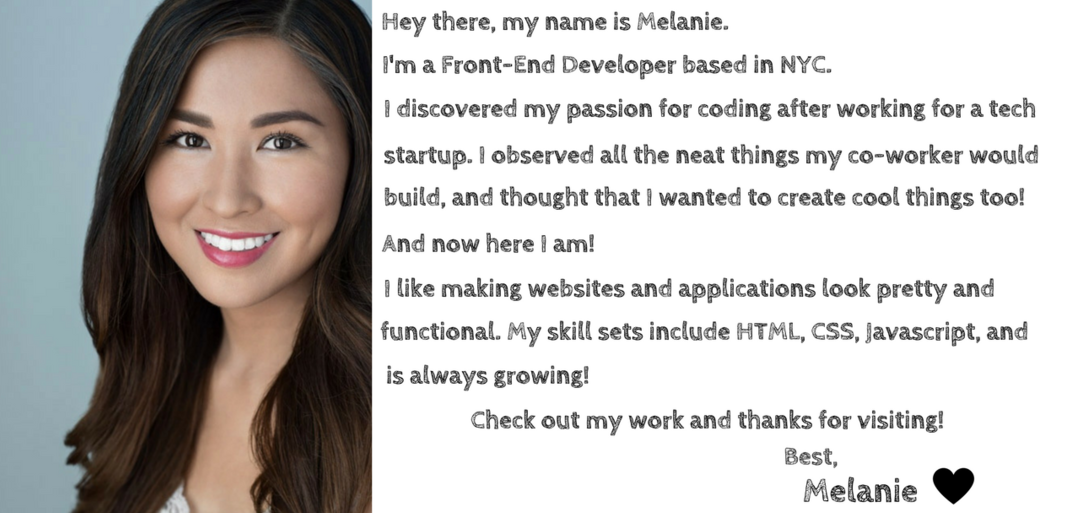 Hey there, my name is Melanie.
I'm a Front-End Developer based in NYC.
I discovered my passion for coding after working for a tech
startup. I observed all the neat things my co-worker would
build, and thought that I wanted to create cool things too!
And now here I am!
I like making websites and applications look pretty and
functional. My skill sets include HTML, CSS, Javascript, and
is always growing!
Check out my work and thanks for visiting!
Best,
Melanie